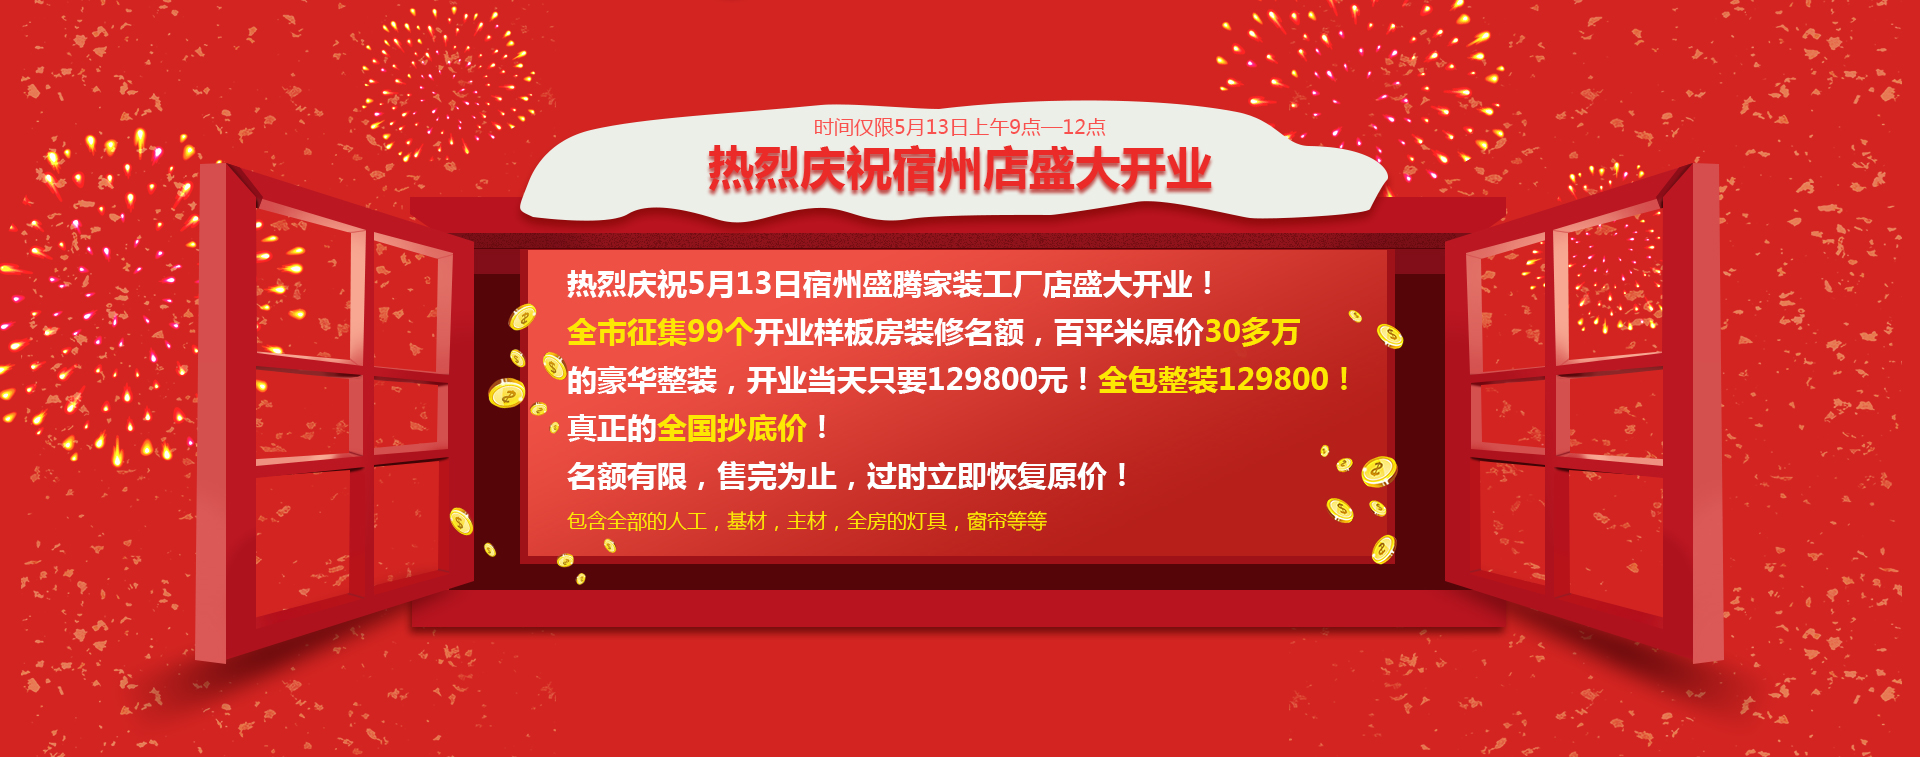 时间仅限5月13日上午9点—12点
热烈庆祝宿州店盛大开业
热烈庆祝5月13日宿州盛腾家装工厂店盛大开业！
全市征集99个开业样板房装修名额，百平米原价30多万
的豪华整装，开业当天只要129800元！全包整装129800！
真正的全国抄底价！
名额有限，售完为止，过时立即恢复原价！
包含全部的人工，基材，主材，全房的灯具，窗帘等等